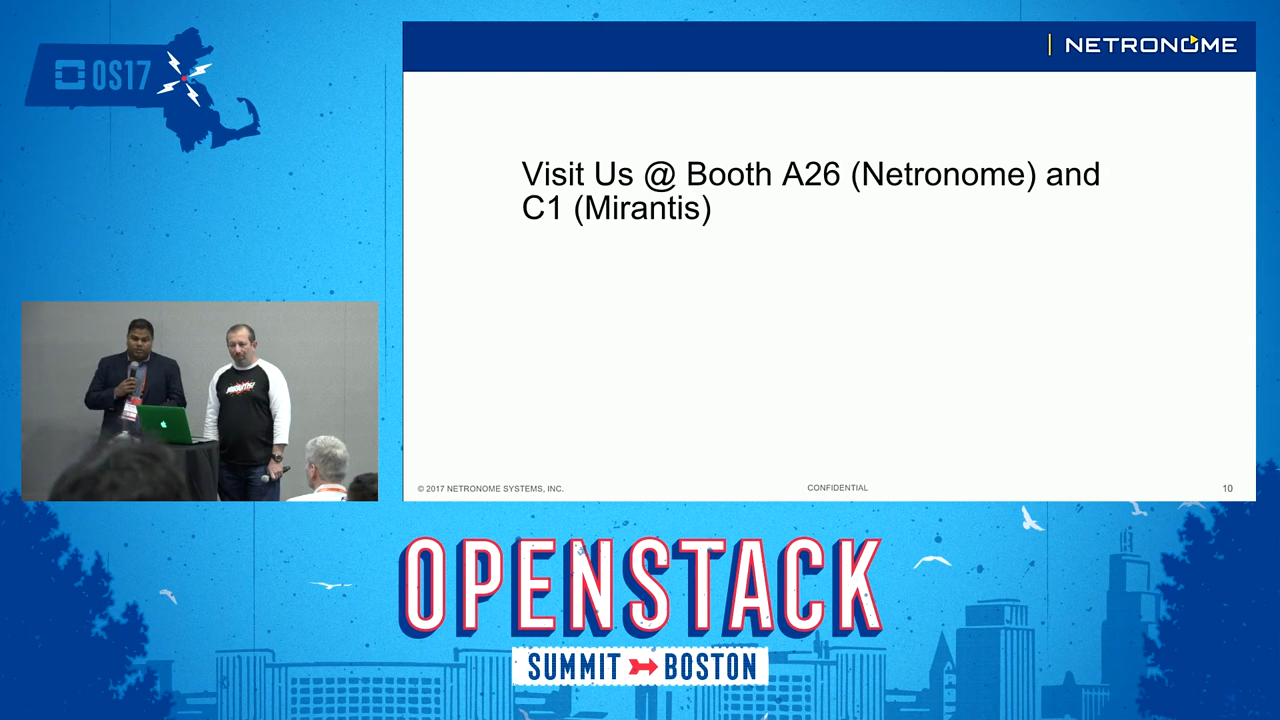 OS17
NETRONOME
Visit Us @ Booth A26 (Netronome) and
C1 (Mirantis)
MIRANTIS!
© 2017 NETRONOME SYSTEMS, INC.
CONFIDENTIAL
10
OPENSTACK
SUMMIT BOSTON